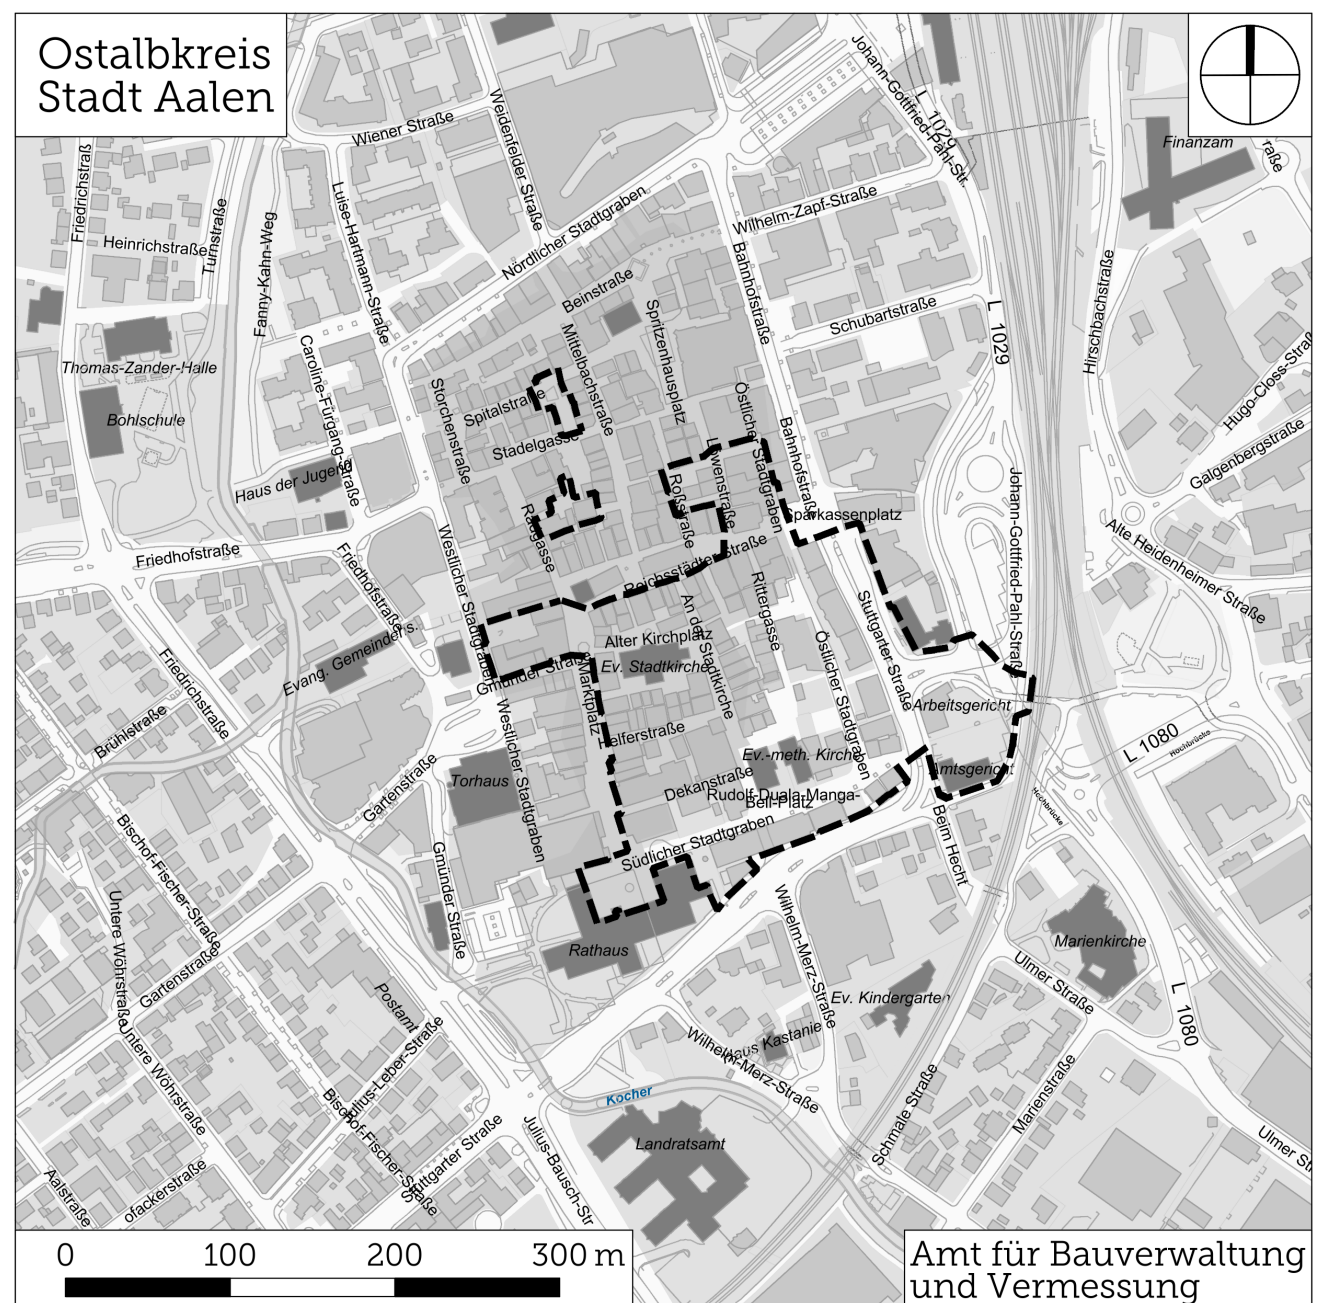 Ostalbkreis
Stadt Aalen
Johann-Gottfried-Pahl-Str.
L 1029
Finanzam
raße
Wiener Straße
Weidenfelder Straße
Friedrichstraß
Heinrichstraße
Turnstraße
Fanny-Kahn-Weg
Luise-Hartmann-Straße
Nördlicher Stadtgraben
Wilhelm-Zapf-Straße
Bahnhofstraße
Beinstraße
Schubartstraße
L 1029
Hirschbachstraße
Hugo-Closs-Straß
Thomas-Zander-Halle
Caroline-Fürgang-Straße
Bohlschule
Mittelbachstraße
Spritzenhausplatz
Storchenstraße
Spitalstraße
Stadelgasse
Östlicher Stadtgraben
Bahnhofstraße
Galgenbergstraße
Haus der Jugend
Löwenstraße
Roßstraße
Sparkassenplatz
Radgasse
Friedhofstraße
Friedhofstraße
Westlicher Stadtgraben
Reichsstädter Straße
Johann-Gottfried-Pahl-Straße
Alte Heidenheimer Straße
Rittergasse
An der Stadtkirche
Alter Kirchplatz
Ev. Stadtkirche
Stuttgarter Straße
Östlicher Stadtgraben
Evang. Gemeindehs.
Gmünder Straße
Marktplatz
Friedrichstraße
Brühlstraße
Westlicher Stadtgraben
Arbeitsgericht
Helferstraße
Ev.-meth. Kirche
L 1080
Hochbrücke
Torhaus
Gartenstraße
Dekanstraße
Rudolf-Duala-Manga-
Bell-Platz
Amtsgericht
Hochbrücke
Südlicher Stadtgraben
Beim Hecht
Bischof-Fischer-Straße
Gmünder Straße
Untere Wöhrstraße
Wilhelm-Merz-Straße
Rathaus
Marienkirche
Gartenstraße
Postamt
Ev. Kindergarten
Ulmer Straße
L 1080
Untere Wöhrstraße
Haus Kastanie
Wilhelm-Merz-Straße
Julius-Leber-Straße
Bischof-Fischer-Straße
Kocher
Landratsamt
Schmale Straße
Marienstraße
Stuttgarter Straße
Julius-Bausch-Str
Ulmer St
Aalstraße
ofackerstraße
0 100 200 300 m
Amt für Bauverwaltung
und Vermessung